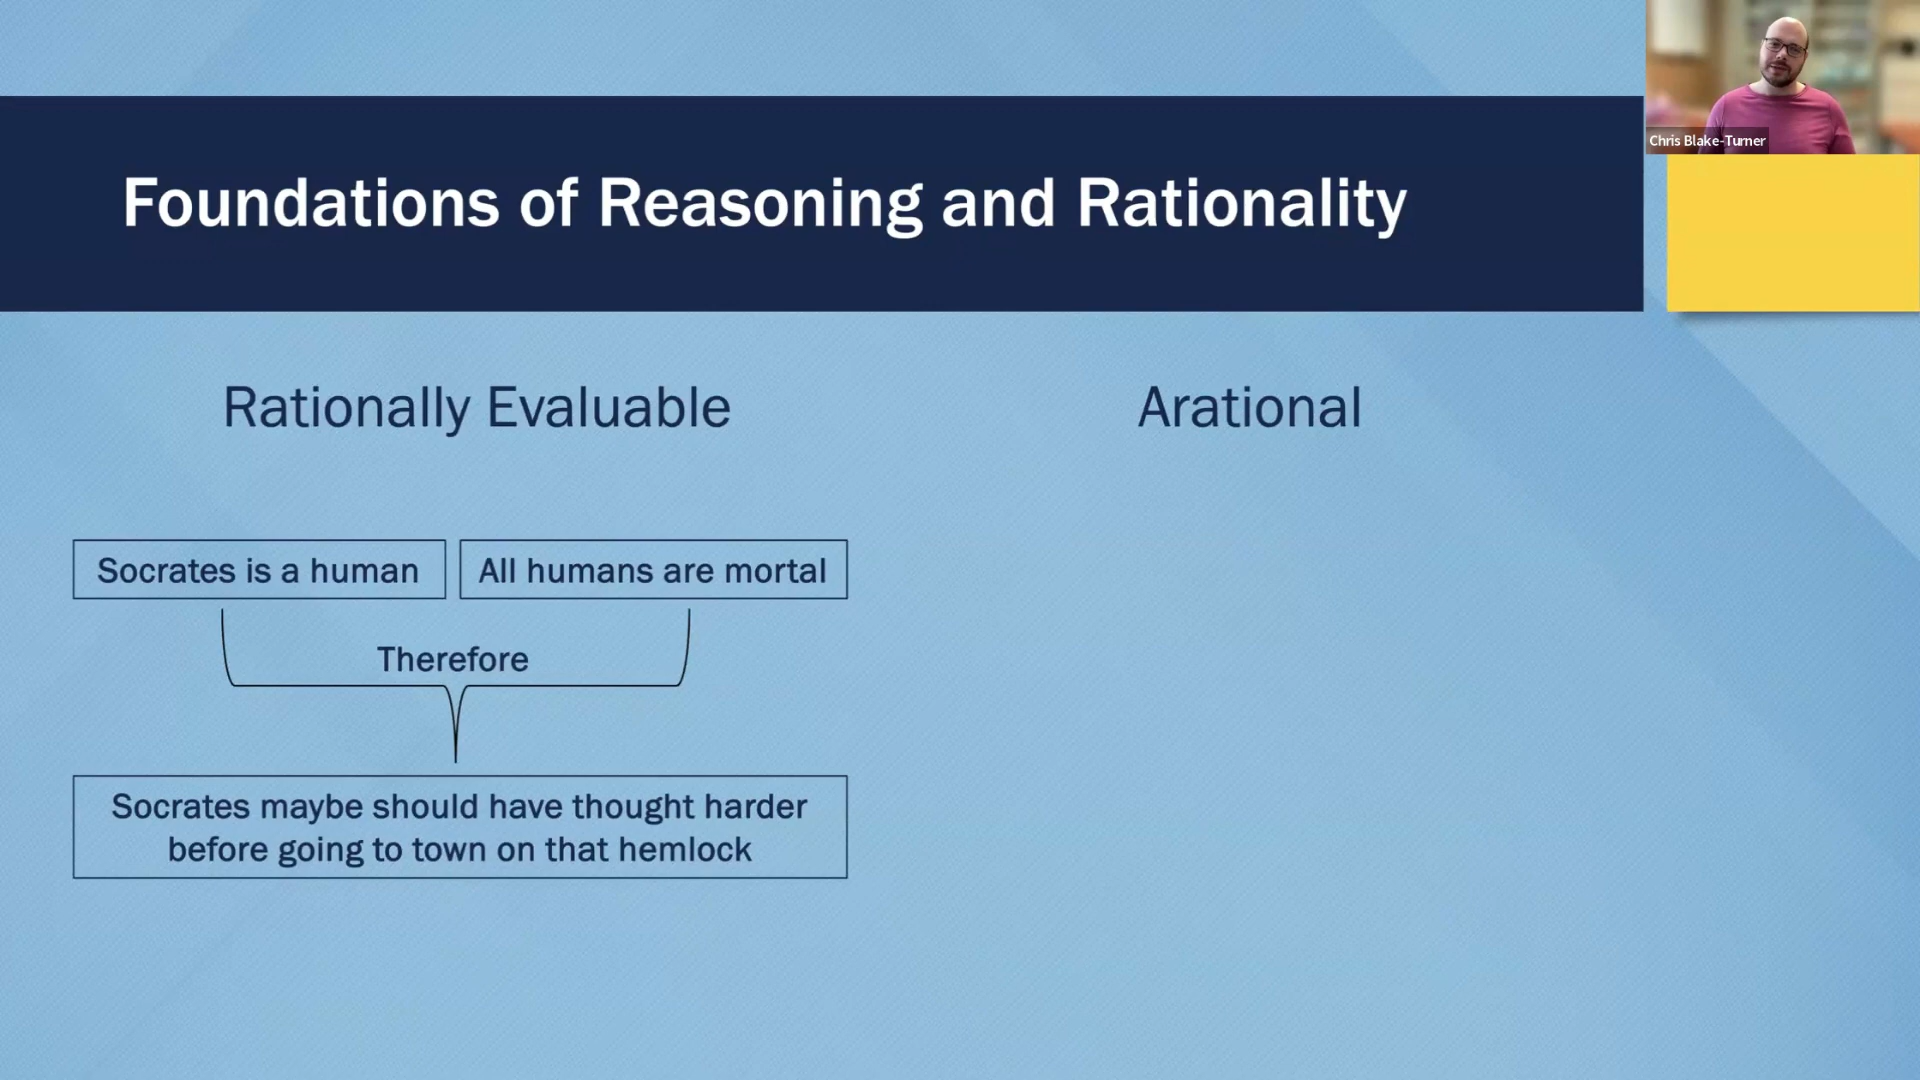 Chris Blake-Turner
Foundations of Reasoning and Rationality
Rationally Evaluable
Arational
Socrates is a human
All humans are mortal
Therefore
Socrates maybe should have thought harder
before going to town on that hemlock